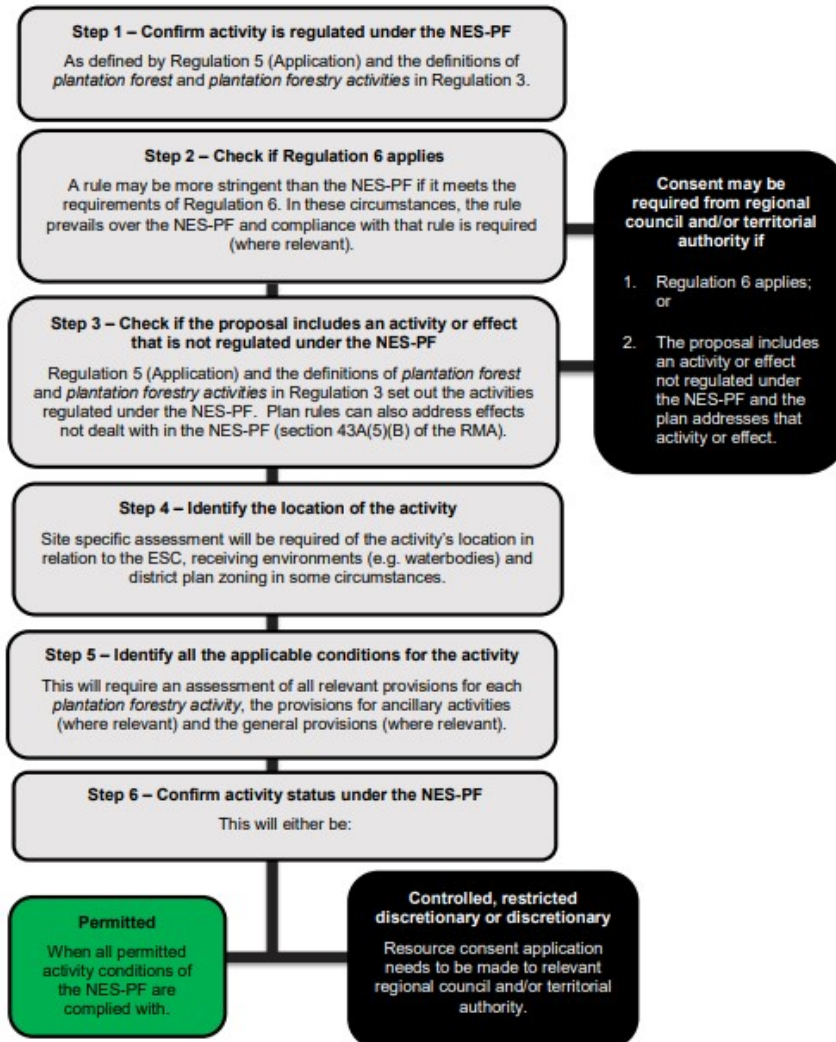 Step 1 – Confirm activity is regulated under the NES-PF
As defined by Regulation 5 (Application) and the definitions of
plantation forest and plantation forestry activities in Regulation 3.
Step 2 – Check if Regulation 6 applies
A rule may be more stringent than the NES-PF if it meets the
requirements of Regulation 6. In these circumstances, the rule
prevails over the NES-PF and compliance with that rule is required
(where relevant).
Consent may be
required from regional
council and/or territorial
authority if
1. Regulation 6 applies;
or
2. The proposal includes
an activity or effect
not regulated under
the NES-PF and the
plan addresses that
activity or effect.
Step 3 – Check if the proposal includes an activity or effect
that is not regulated under the NES-PF
Regulation 5 (Application) and the definitions of plantation forest
and plantation forestry activities in Regulation 3 set out the activities
regulated under the NES-PF. Plan rules can also address effects
not dealt with in the NES-PF (section 43A(5)(B) of the RMA).
Step 4 – Identify the location of the activity
Site specific assessment will be required of the activity's location in
relation to the ESC, receiving environments (e.g. waterbodies) and
district plan zoning in some circumstances.
Step 5 – Identify all the applicable conditions for the activity
This will require an assessment of all relevant provisions for each
plantation forestry activity, the provisions for ancillary activities
(where relevant) and the general provisions (where relevant).
Step 6 – Confirm activity status under the NES-PF
This will either be:
Permitted
When all permitted
activity conditions of
the NES-PF are
complied with.
Controlled, restricted
discretionary or discretionary
Resource consent application
needs to be made to relevant
regional council and/or territorial
authority.